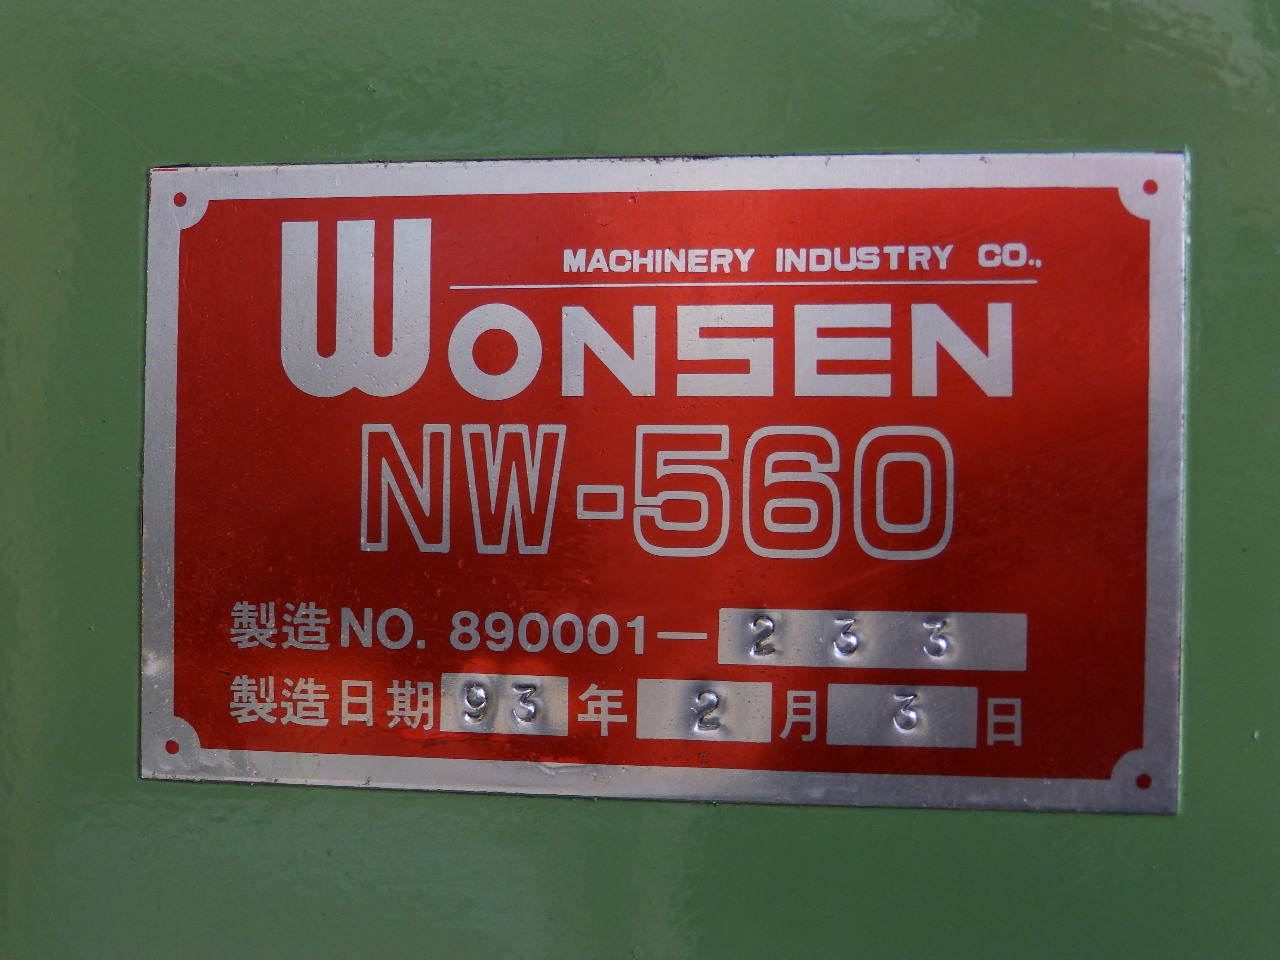 MACHINERY INDUSTRY CO.,
WONSEN
NW-560
製造NO. 890001—233
製造日期93年2月3日